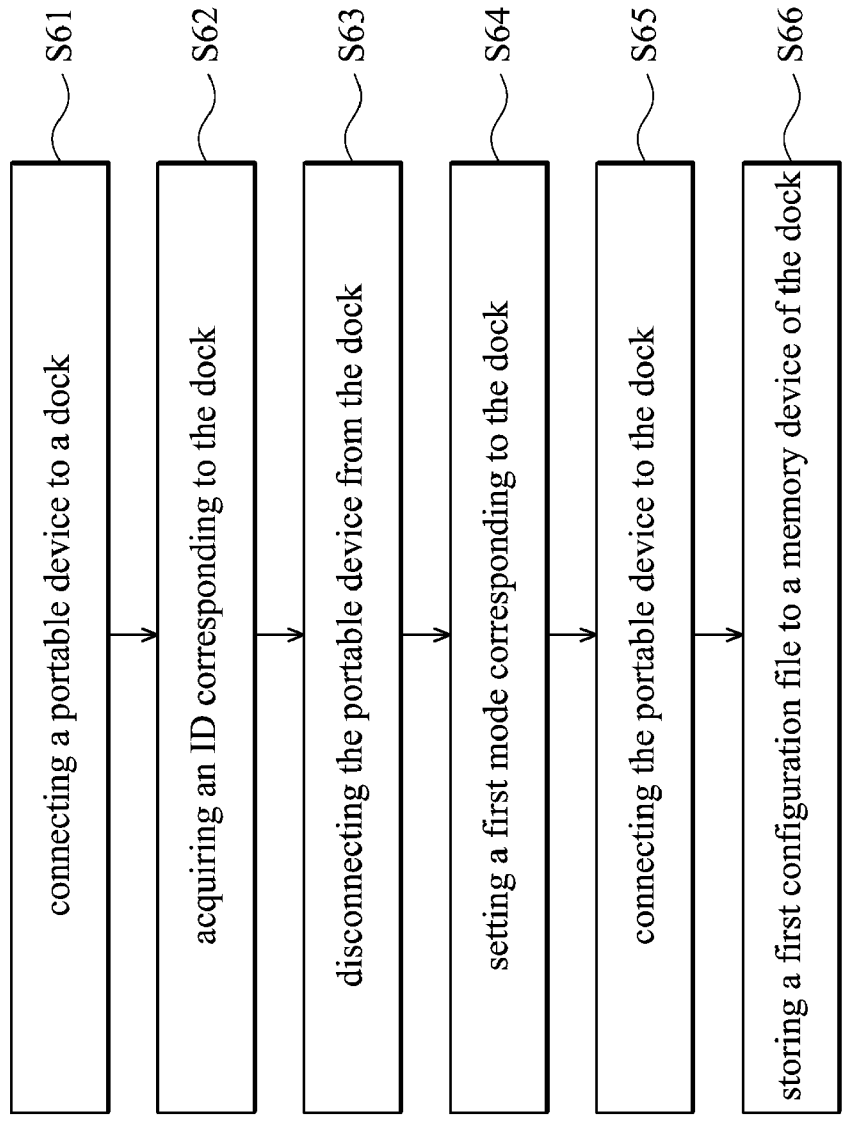 connecting a portable device to a dock
S61
acquiring an ID corresponding to the dock
S62
disconnecting the portable device from the dock
S63
setting a first mode corresponding to the dock
S64
connecting the portable device to the dock
S65
storing a first configuration file to a memory device of the dock
S66